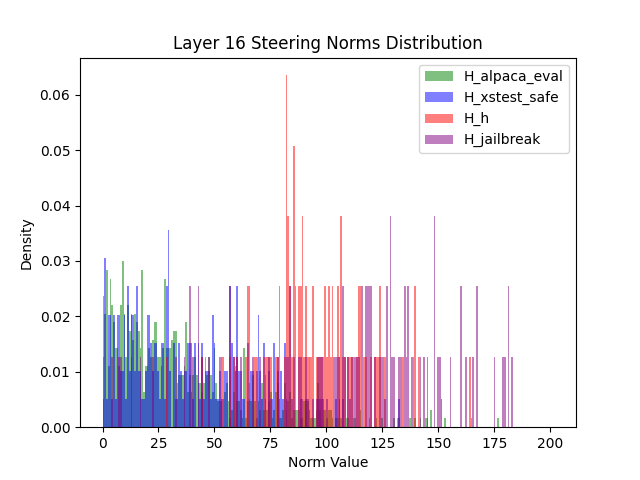 Layer 16 Steering Norms Distribution
H_alpaca_eval
H_xstest_safe
H_h
H_jailbreak
Density
0.06
0.05
0.04
0.03
0.02
0.01
0.00
0 25 50 75 100 125 150 175 200
Norm Value